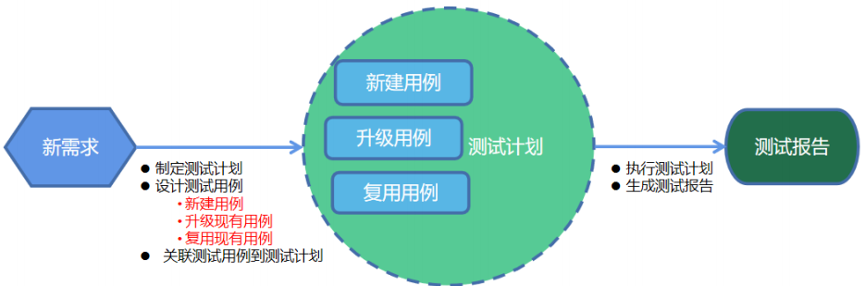 新需求
● 制定测试计划
● 设计测试用例
• 新建用例
• 升级现有用例
• 复用现有用例
● 关联测试用例到测试计划
新建用例
升级用例
复用用例
测试计划
● 执行测试计划
● 生成测试报告
测试报告